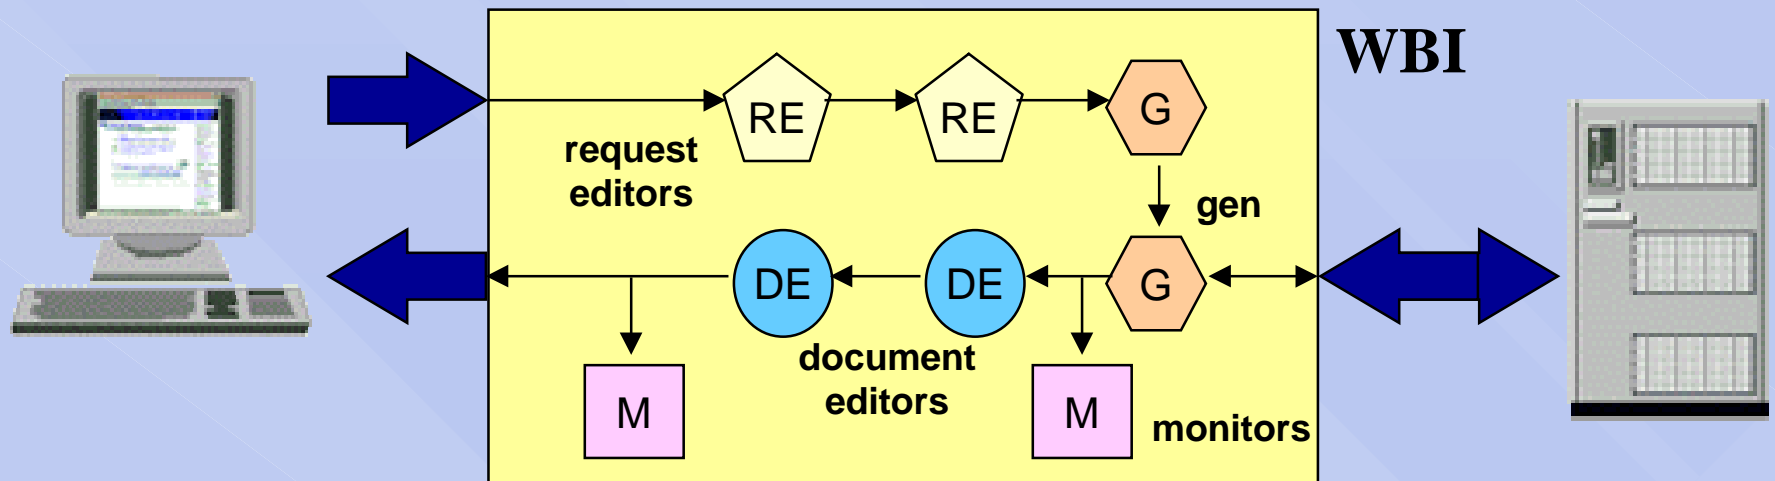 WBI
RE
RE
G
request
editors
gen
DE
DE
G
document
editors
M
M
monitors